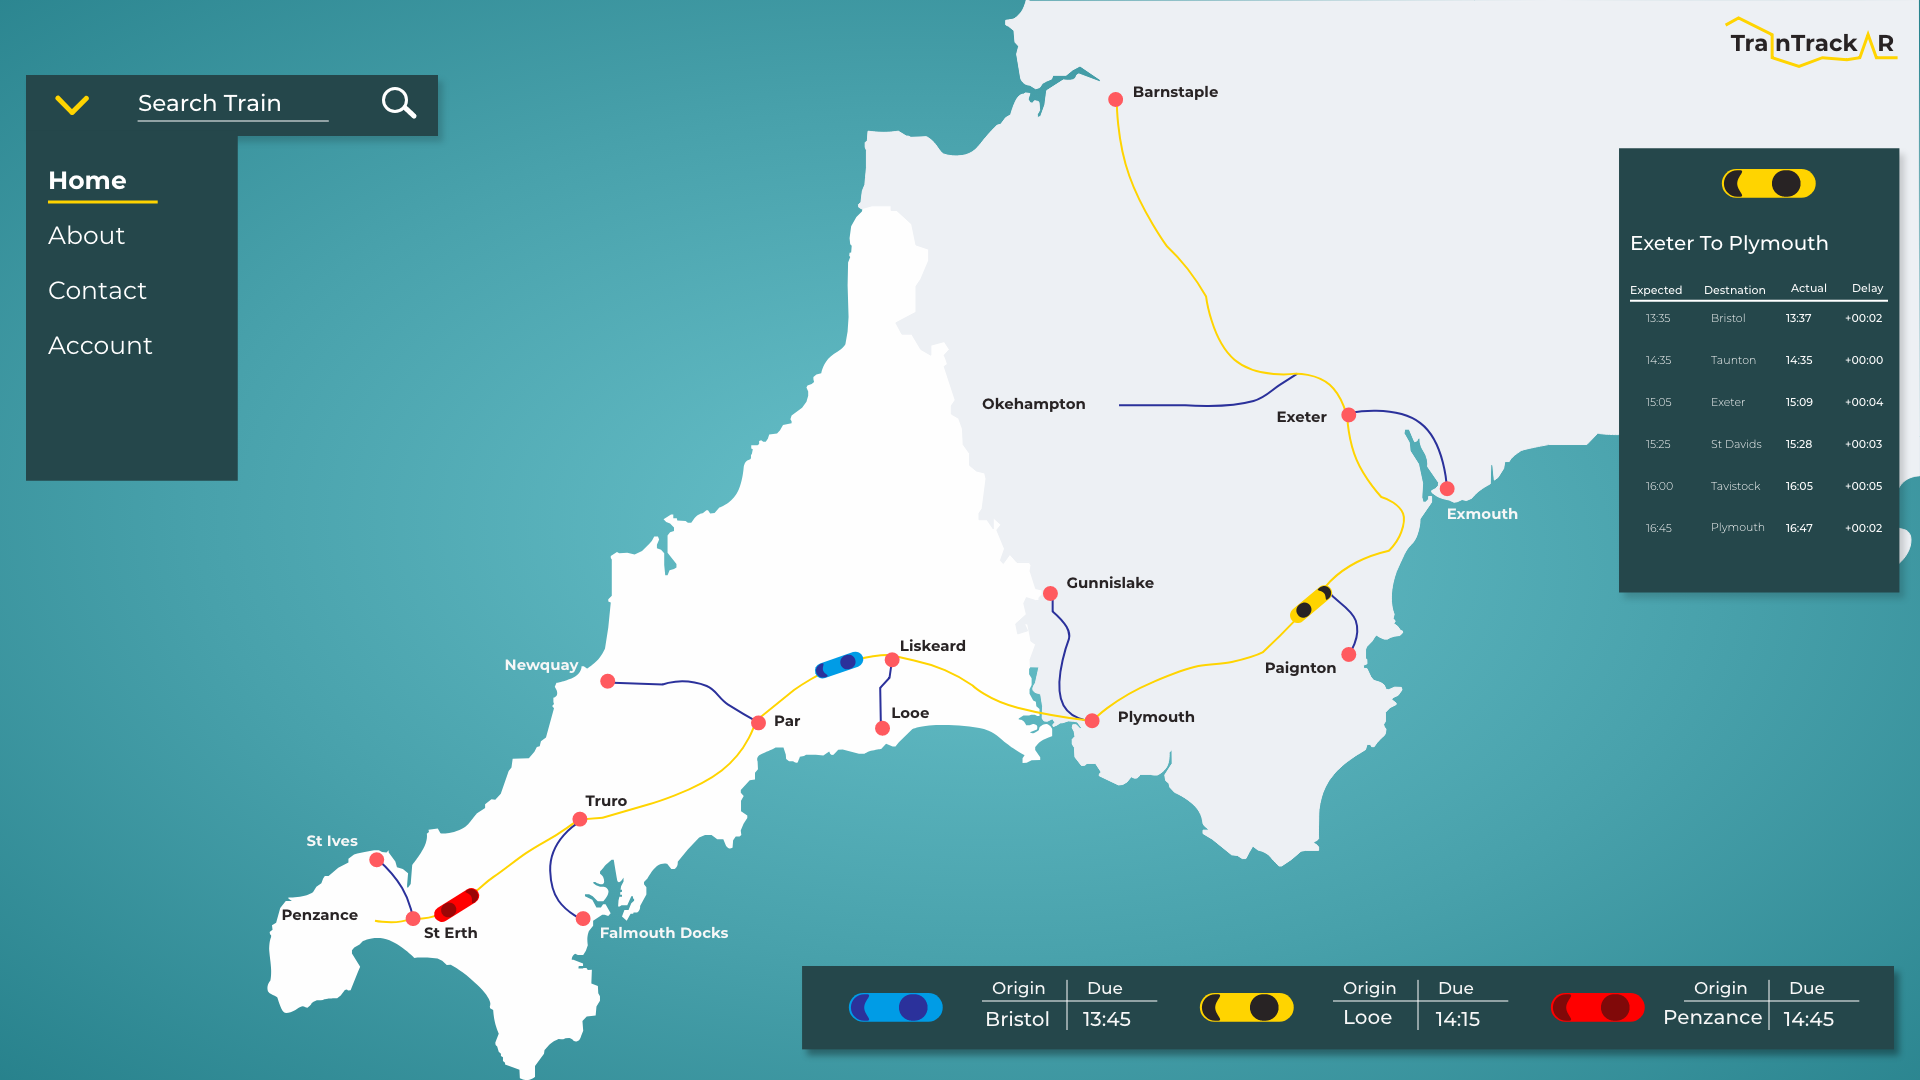 TrainTrackAR
Search Train
Home
About
Contact
Account
Barnstaple
Okehampton
Exeter
Exmouth
Gunnislake
Paignton
Plymouth
Liskeard
Looe
Newquay
Par
Truro
St Ives
Penzance
St Erth
Falmouth Docks
Exeter To Plymouth
Expected Destnation Actual Delay
13:35 Bristol 13:37 +00:02
14:35 Taunton 14:35 +00:00
15:05 Exeter 15:09 +00:04
15:25 St Davids 15:28 +00:03
16:00 Tavistock 16:05 +00:05
16:45 Plymouth 16:47 +00:02
Origin Due
Bristol 13:45
Origin Due
Looe 14:15
Origin Due
Penzance 14:45